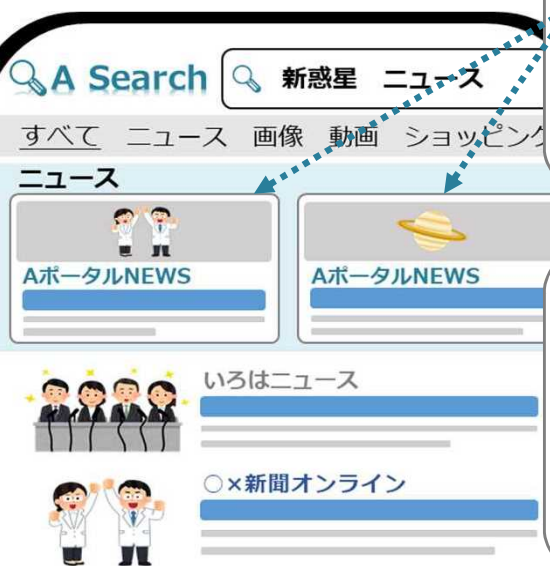 A Search 新惑星 ニュース
すべて ニュース 画像 動画 ショッピング
ニュース
AポータルNEWS
AポータルNEWS
いろはニュース
○×新聞オンライン